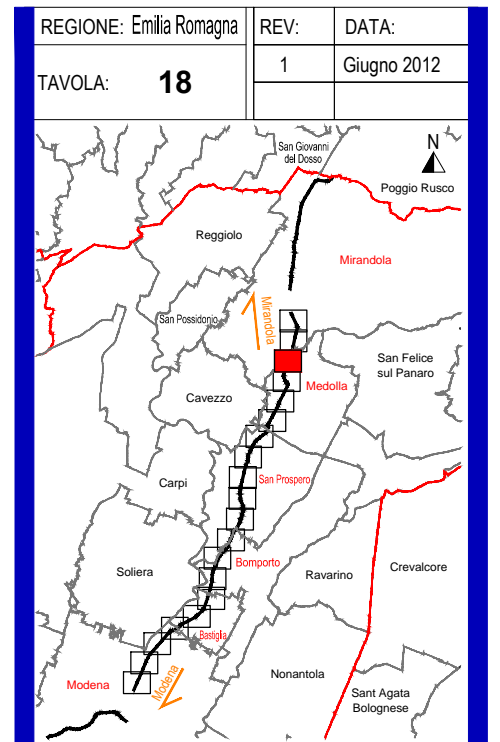 REGIONE: Emilia Romagna
REV:
DATA:
TAVOLA: 18
1
Giugno 2012
San Giovanni
del Dosso
N
Poggio Rusco
Reggiolo
Mirandola
San Possidonio
Mirandola
San Felice
sul Panaro
Medolla
Cavezzo
San Prospero
Carpi
Bomporto
Crevalcore
Soliera
Ravarino
Bastiglia
Modena
Modena
Nonantola
Sant Agata
Bolognese